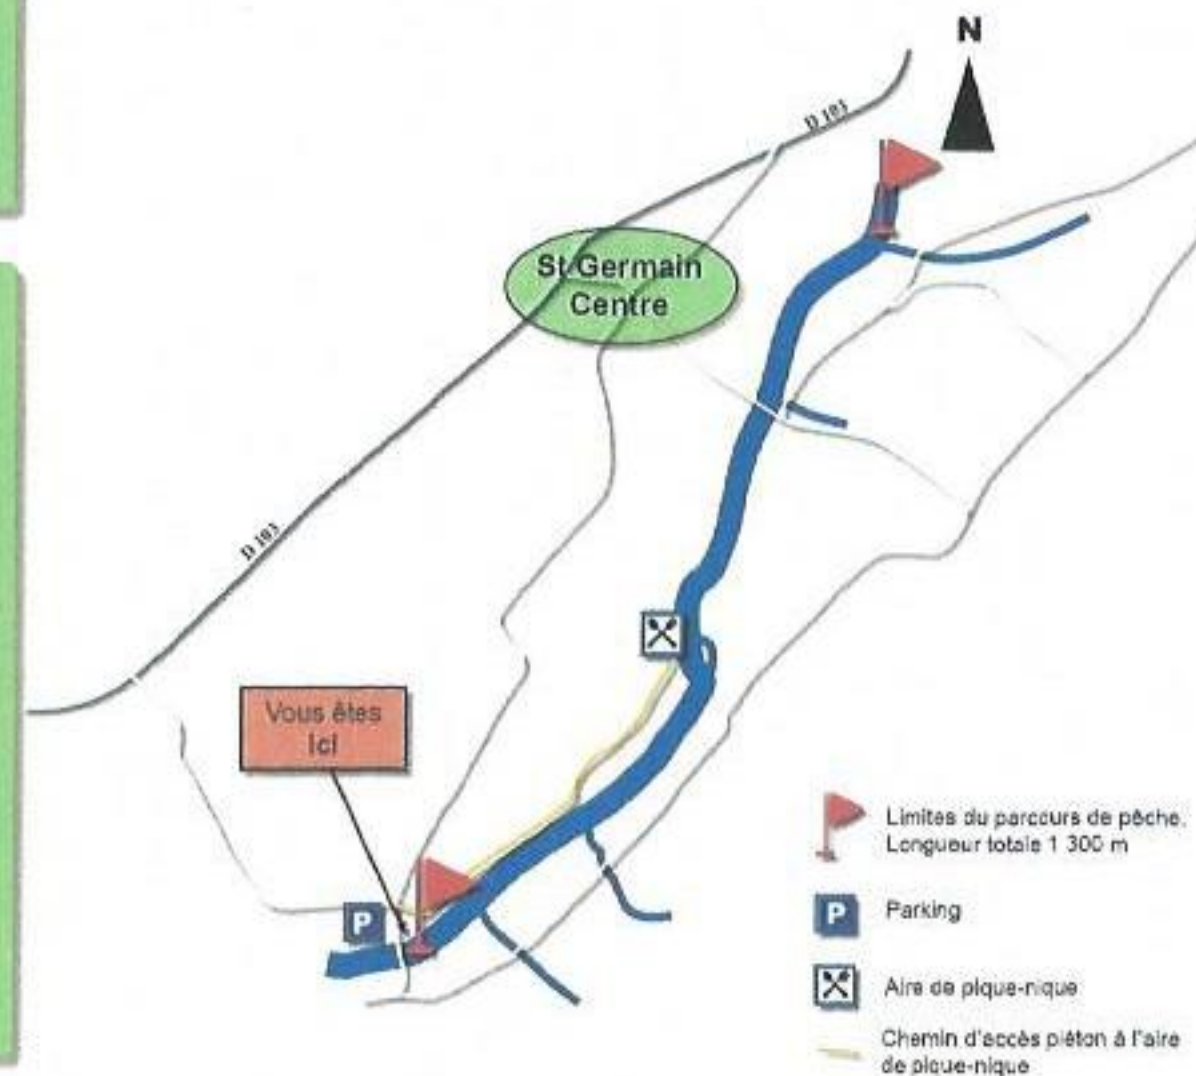 N
D 103
St Germain
Centre
D 103
Vous êtes
Ici
P
Limites du parcours de pêche.
Longueur totale 1 300 m
P
Parking
Aire de pique-nique
Chemin d'accès piéton à l'aire
de pique-nique